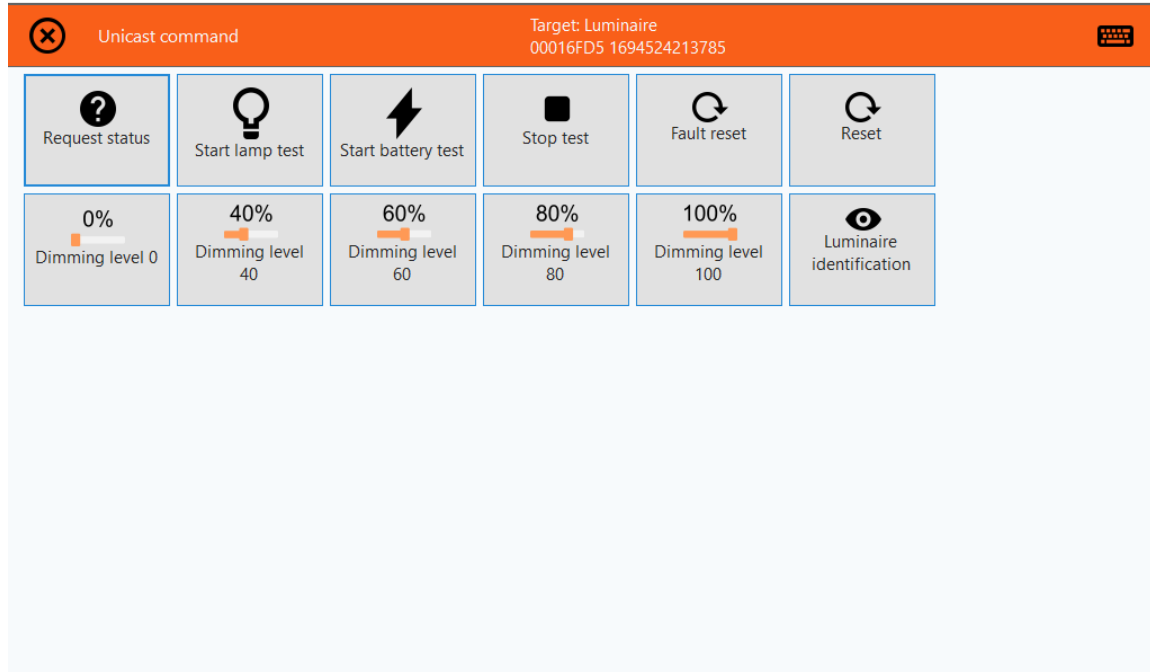 Unicast command
Target: Luminaire
00016FD5 1694524213785
Request status
Start lamp test
Start battery test
Stop test
Fault reset
Reset
0%
Dimming level 0
40%
Dimming level
40
60%
Dimming level
60
80%
Dimming level
80
100%
Dimming level
100
Luminaire
identification